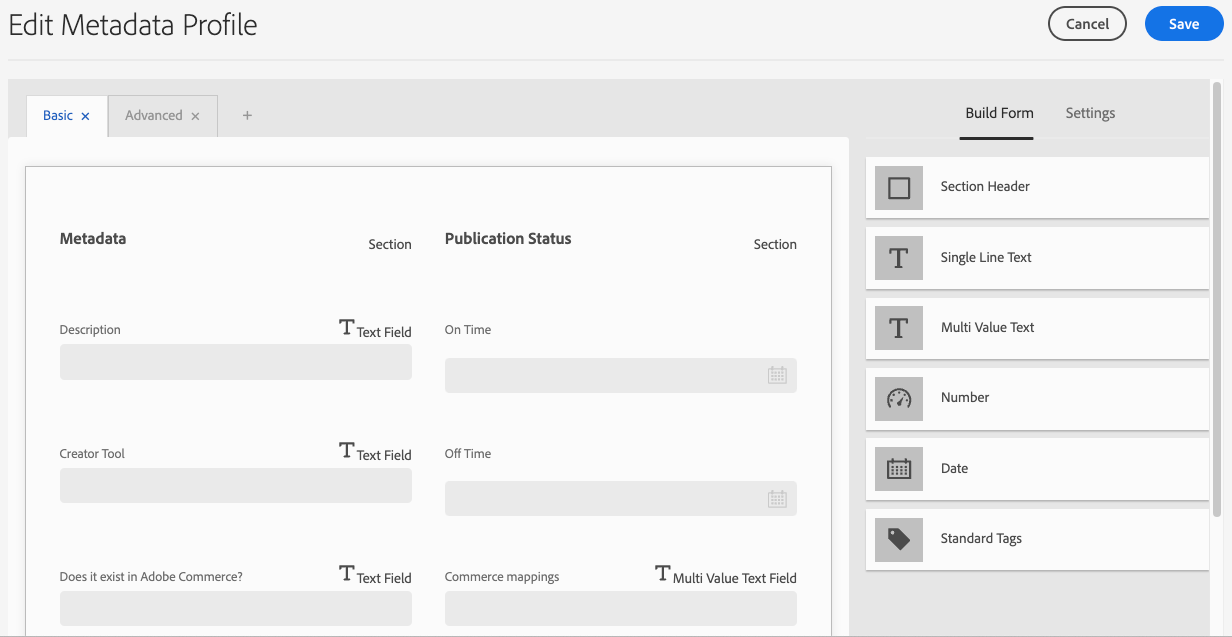 Edit Metadata Profile
Cancel
Save
Basic ×
Advanced ×
+
Build Form
Settings
Metadata
Section
Publication Status
Section
Description
T Text Field
On Time
Creator Tool
T Text Field
Off Time
Does it exist in Adobe Commerce?
T Text Field
Commerce mappings
T Multi Value Text Field
Section Header
T Single Line Text
T Multi Value Text
Number
Date
Standard Tags